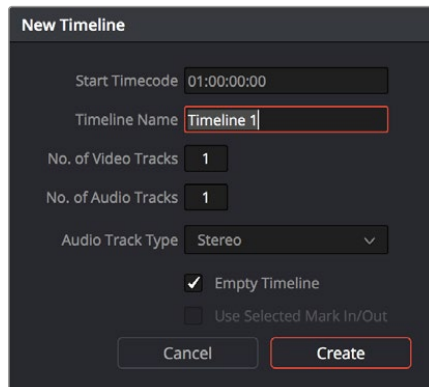 New Timeline
Start Timecode 01:00:00:00
Timeline Name Timeline 1
No. of Video Tracks 1
No. of Audio Tracks 1
Audio Track Type Stereo
Empty Timeline
Use Selected Mark In/Out
Cancel Create